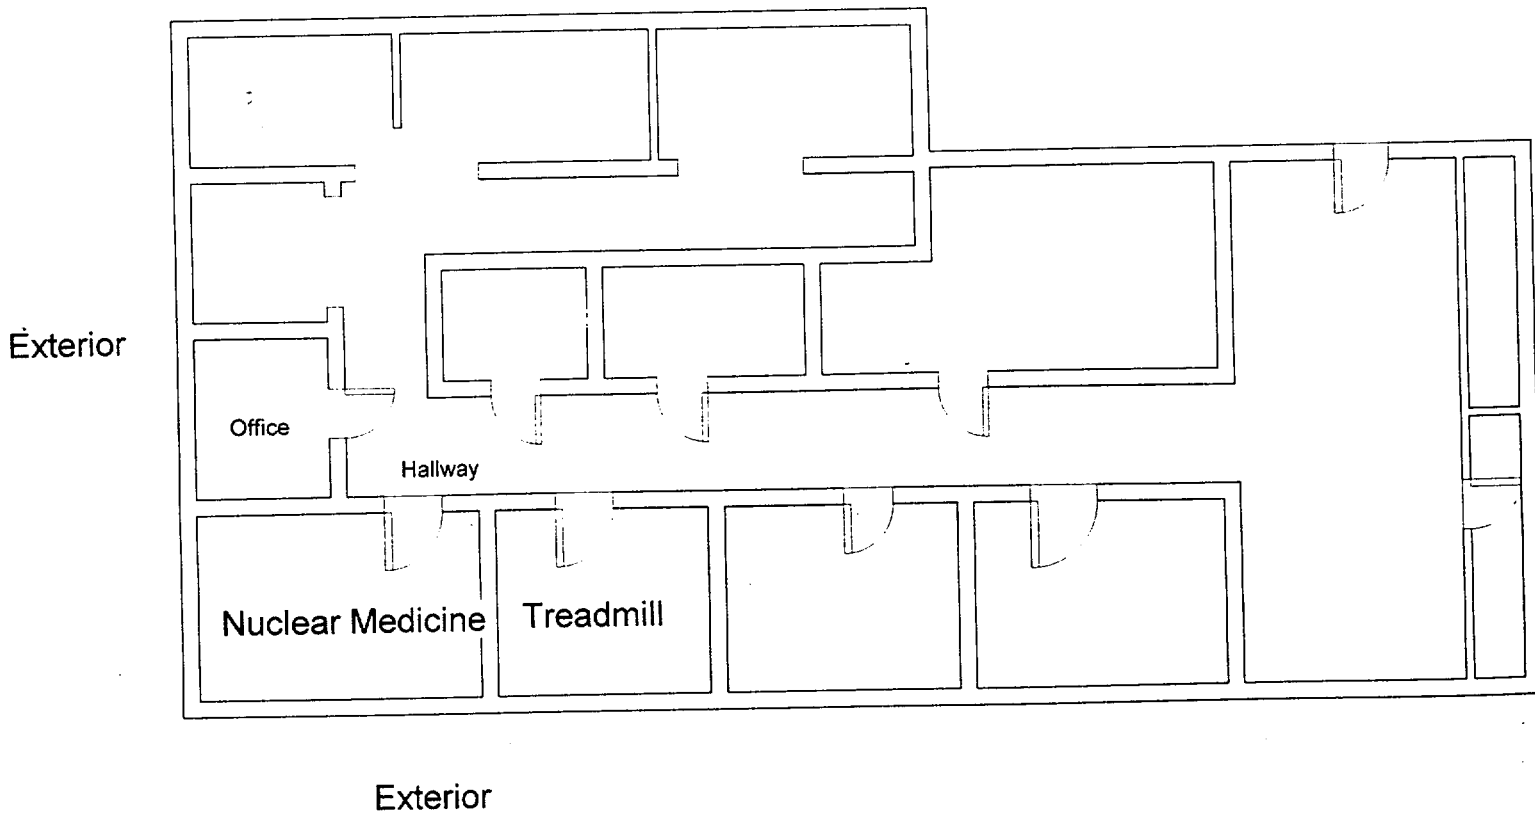 Exterior
Office
Hallway
Nuclear Medicine
Treadmill
Exterior